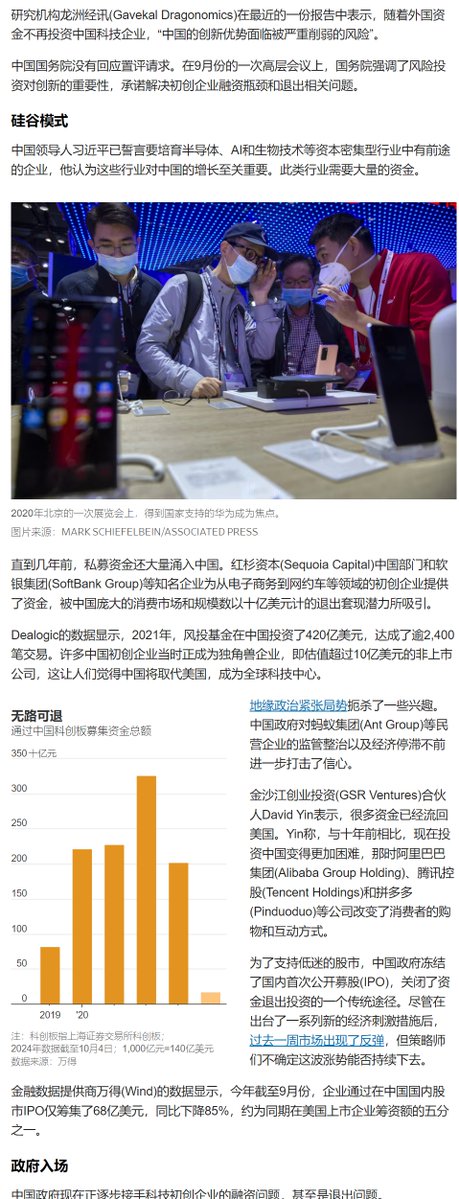 研究机构龙洲经讯(Gavekal Dragonomics)在最近的一份报告中表示，随着外国资
金不再投资中国科技企业，“中国的创新优势面临被严重削弱的风险”。
中国国务院没有回应置评请求。在9月份的一次高层会议上，国务院强调了风险投
资对创新的重要性，承诺解决初创企业融资瓶颈和退出相关问题。
硅谷模式
中国领导人习近平已誓言要培育半导体、AI和生物技术等资本密集型行业中有前途
的企业，他认为这些行业对中国的增长至关重要。此类行业需要大量的资金。
2020年北京的一次展览会上，得到国家支持的华为成为焦点。
图片来源：MARK SCHIEFELBEIN/ASSOCIATED PRESS
直到几年前，私募资金还大量涌入中国。红杉资本(Sequoia Capital)中国部门和软
银集团(SoftBank Group)等知名企业为从电子商务到网约车等领域的初创企业提供
了资金，被中国庞大的消费市场和规模数以十亿美元计的退出套现潜力所吸引。
Dealogic的数据显示，2021年，风投基金在中国投资了420亿美元，达成了逾2,400
笔交易。许多中国初创企业当时正成为独角兽企业，即估值超过10亿美元的非上市
公司，这让人们觉得中国将取代美国，成为全球科技中心。
无路可退
通过中国科创板募集资金总额
350十亿元
300
250
200
150
100
50
0
2019
'20
注：科创板指上海证券交易所科创板；
2024年数据截至10月4日；1,000亿元=140亿美元
数据来源：万得
地缘政治紧张局势扼杀了一些兴趣。
中国政府对蚂蚁集团(Ant Group)等民
营企业的监管整治以及经济停滞不前
进一步打击了信心。
金沙江创业投资(GSR Ventures)合伙
人David Yin表示，很多资金已经流回
美国。Yin称，与十年前相比，现在投
资中国变得更加困难，那时阿里巴巴
集团(Alibaba Group Holding)、腾讯控
股(Tencent Holdings)和拼多多
(Pinduoduo)等公司改变了消费者的购
物和互动方式。
为了支持低迷的股市，中国政府冻结
了国内首次公开募股(IPO)，关闭了资
金退出投资的一个传统途径。尽管在
出台了一系列新的经济刺激措施后，
过去一周市场出现了反弹，但策略师
们不确定这波涨势能否持续下去。
金融数据提供商万得(Wind)的数据显示，今年截至9月份，企业通过在中国国内股
市IPO仅筹集了68亿美元，同比下降85%，约为同期在美国上市企业筹资额的五分
之一。
政府入场
中国政府现在正逐步接手科技初创企业的融资问题，甚至是退出问题。